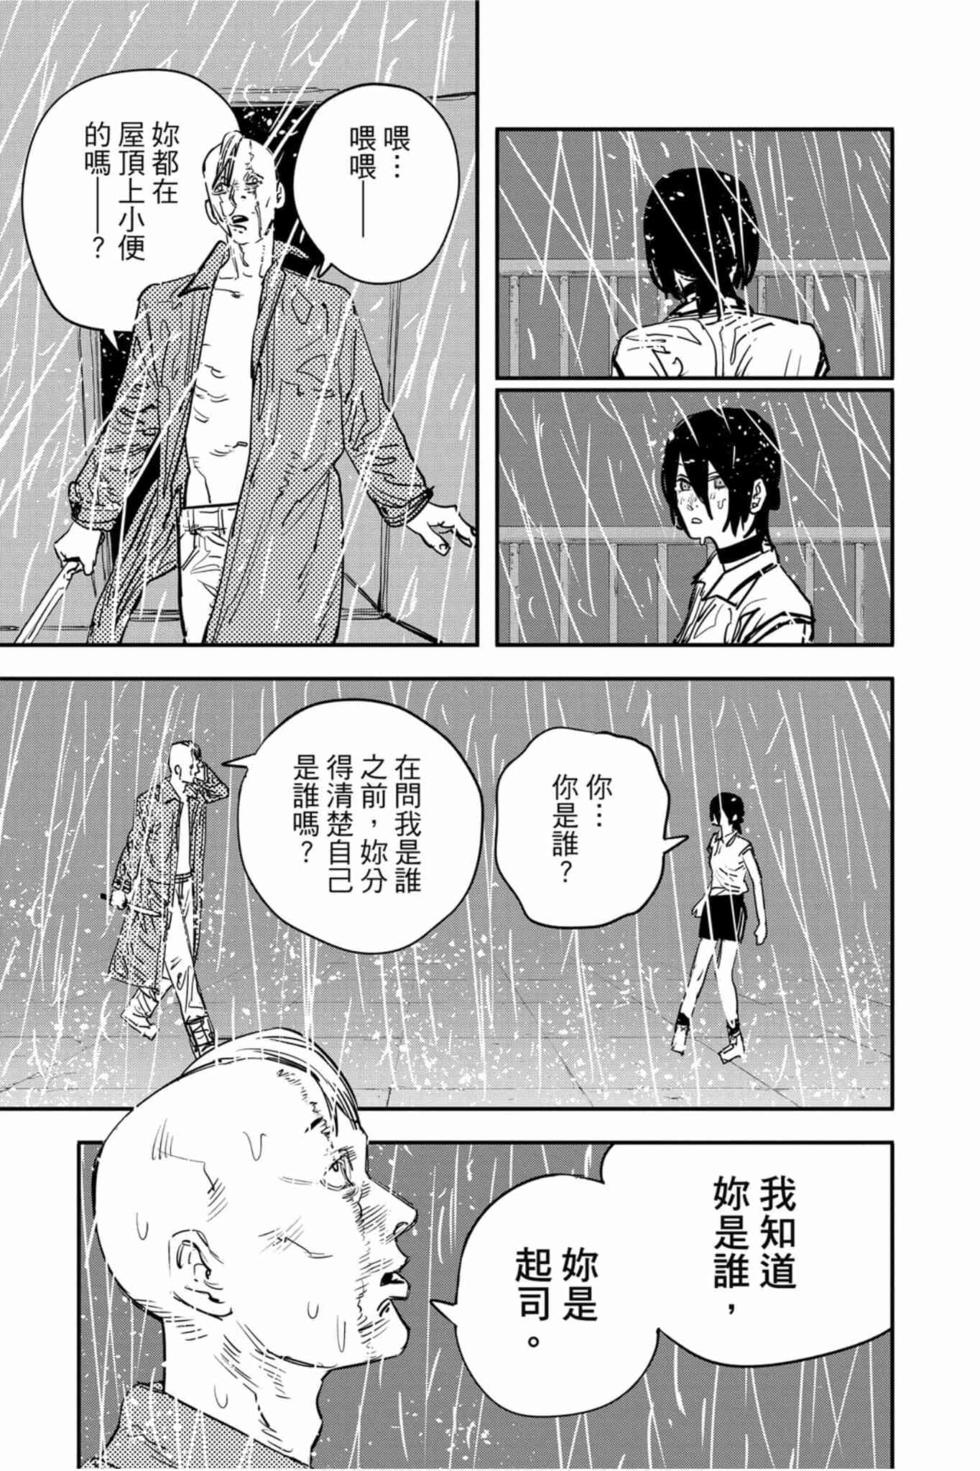 喂…
喂喂——
妳都在
屋頂上小便
的嗎——？
你…
你是誰？
在問我是誰
之前，妳分
得清楚自己
是誰嗎？
我知道
妳是誰，
妳是
起司。